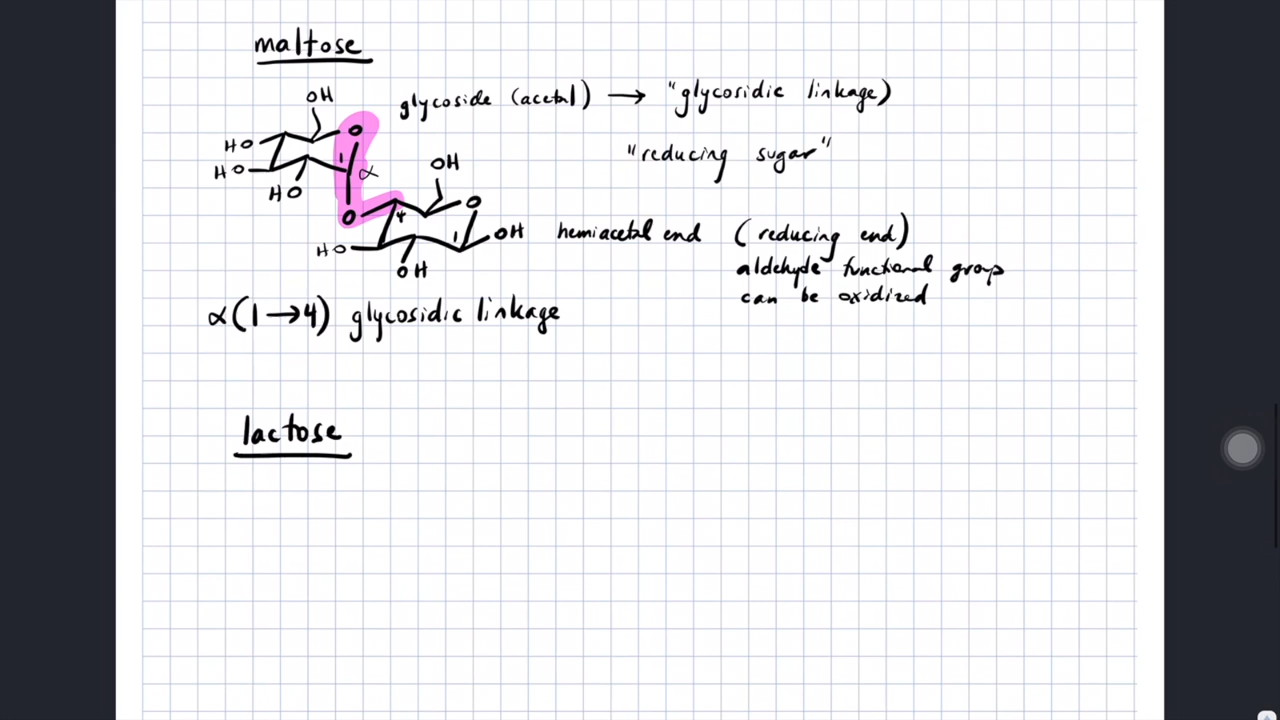 maltose
OH
glycoside (acetal) → "glycosidic linkage)
O
HO
1
"reducing sugar"
OH
HO
α
HO
O
4
O
HO
1
OH
hemiacetal end (reducing end)
OH
aldehyde functional group
can be oxidized
α(1→4) glycosidic linkage
lactose